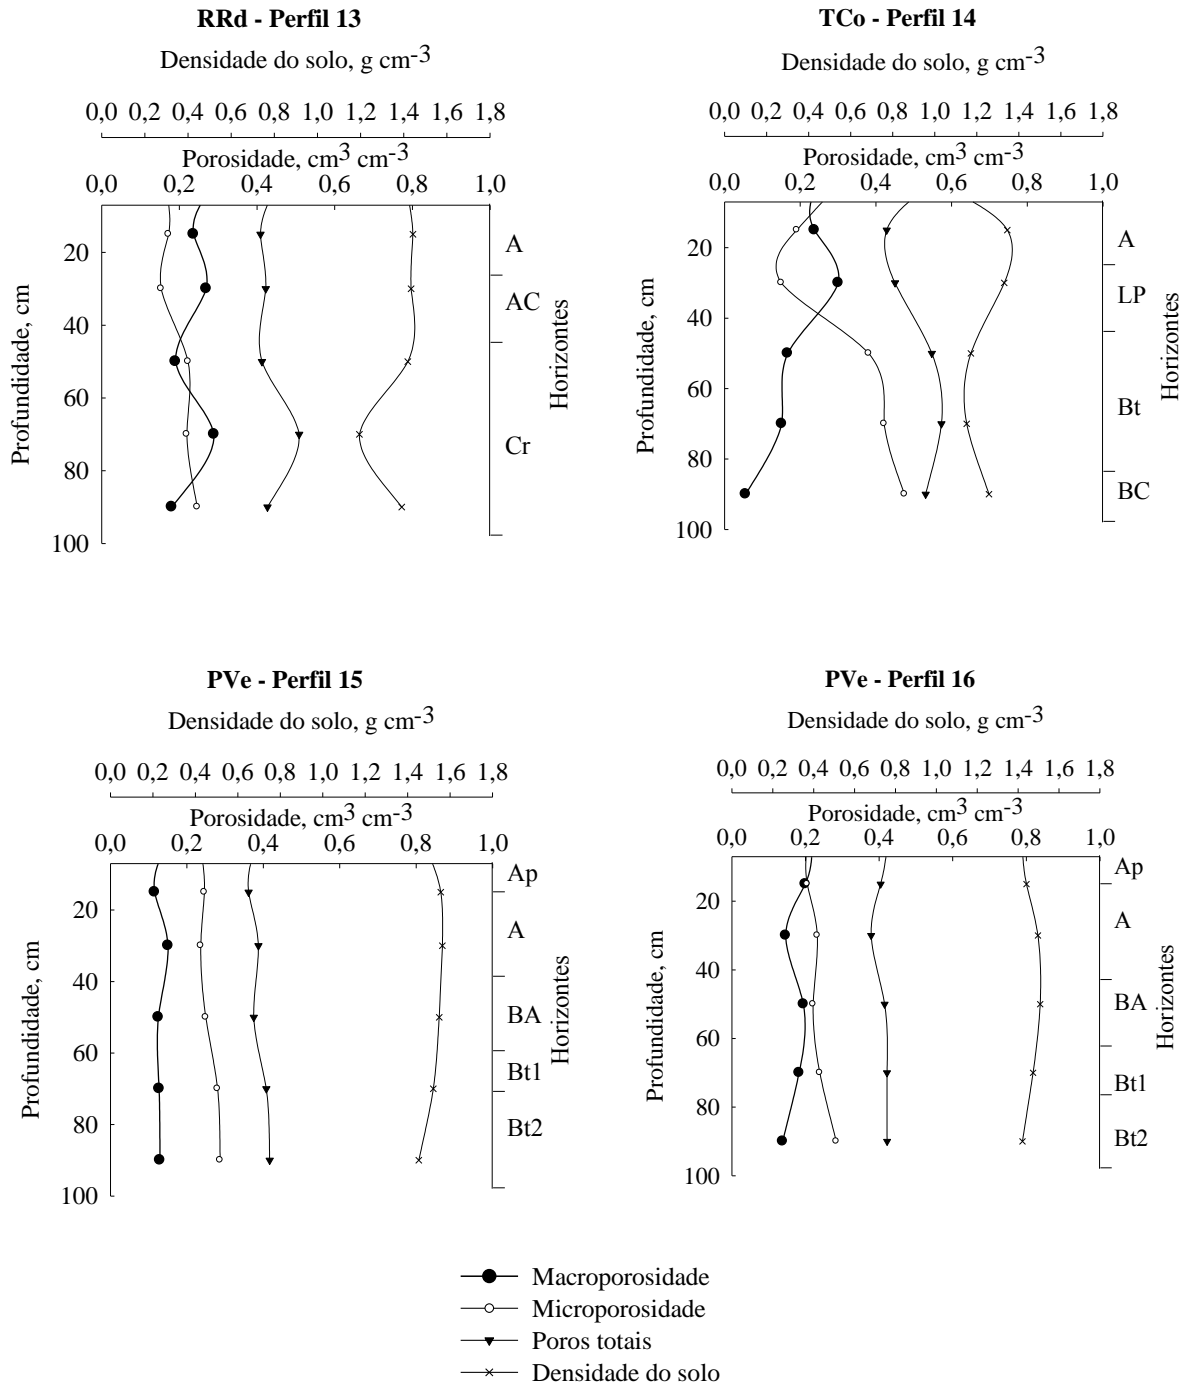 RRd - Perfil 13
Densidade do solo, g cm-3
0,0 0,2 0,4 0,6 1,0 1,2 1,4 1,6 1,8
Porosidade, cm3 cm-3
0,0 0,2 0,4 0,6 0,8 1,0
Profundidade, cm
20
40
60
80
100
A
AC
Cr
Horizontes
TCo - Perfil 14
Densidade do solo, g cm-3
0,0 0,2 0,4 0,6 1,0 1,2 1,4 1,6 1,8
Porosidade, cm3 cm-3
0,0 0,2 0,4 0,6 0,8 1,0
Profundidade, cm
20
40
60
80
100
A
LP
Bt
BC
Horizontes
PVe - Perfil 15
Densidade do solo, g cm-3
0,0 0,2 0,4 0,6 1,0 1,2 1,4 1,6 1,8
Porosidade, cm3 cm-3
0,0 0,2 0,4 0,6 0,8 1,0
Profundidade, cm
20
40
60
80
100
Ap
A
BA
Bt1
Bt2
Horizontes
PVe - Perfil 16
Densidade do solo, g cm-3
0,0 0,2 0,4 0,6 1,0 1,2 1,4 1,6 1,8
Porosidade, cm3 cm-3
0,0 0,2 0,4 0,6 0,8 1,0
Profundidade, cm
20
40
60
80
100
Ap
A
BA
Bt1
Bt2
Horizontes
Macroporosidade
Microporosidade
Poros totais
Densidade do solo